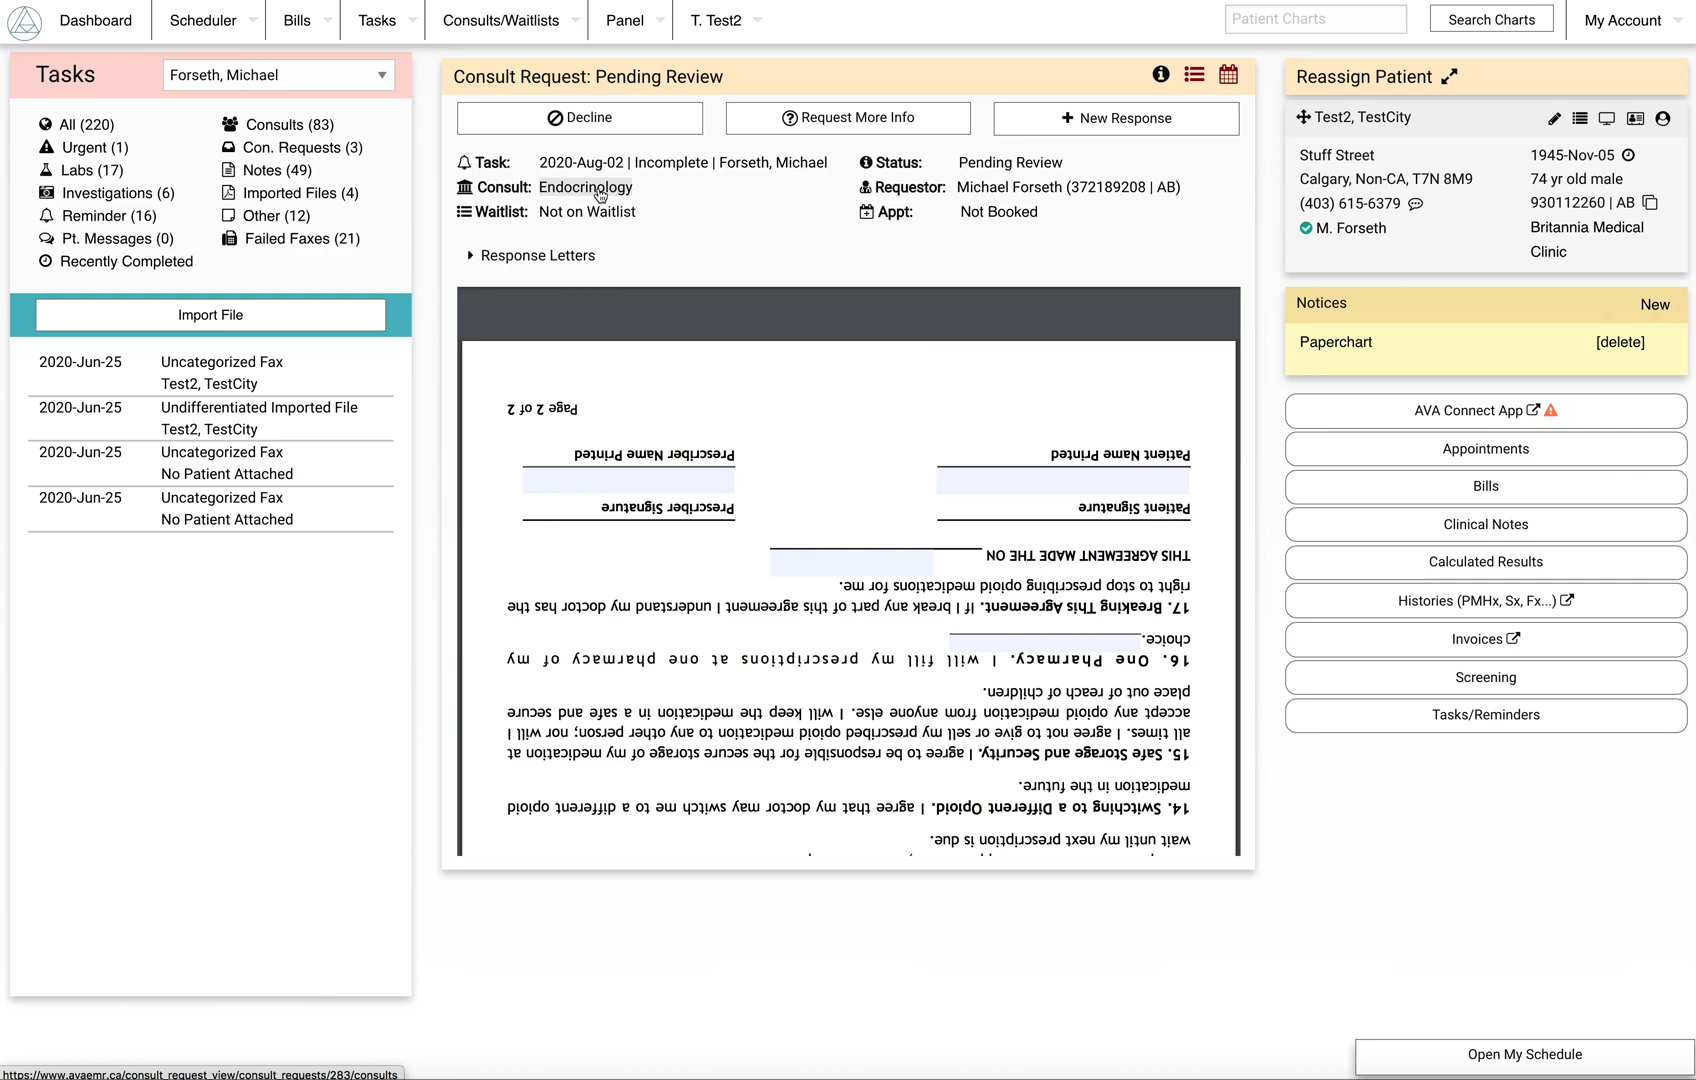 Dashboard
Scheduler
Bills
Tasks
Consults/Waitlists
Panel
T. Test2
Patient Charts
Search Charts
My Account
Tasks
Forseth, Michael
All (220)
Consults (83)
Urgent (1)
Con. Requests (3)
Labs (17)
Notes (49)
Investigations (6)
Imported Files (4)
Reminder (16)
Other (12)
Pt. Messages (0)
Failed Faxes (21)
Recently Completed
Import File
2020-Jun-25 Uncategorized Fax
Test2, TestCity
2020-Jun-25 Undifferentiated Imported File
Test2, TestCity
2020-Jun-25 Uncategorized Fax
No Patient Attached
2020-Jun-25 Uncategorized Fax
No Patient Attached
Consult Request: Pending Review
Decline
Request More Info
+ New Response
Task: 2020-Aug-02 | Incomplete | Forseth, Michael
Status: Pending Review
Consult: Endocrinology
Requestor: Michael Forseth (372189208 | AB)
Waitlist: Not on Waitlist
Appt: Not Booked
Response Letters
wait until my next prescription is due.
14. Switching to a Different Opioid. I agree that my doctor may switch me to a different opioid
medication in the future.
15. Safe Storage and Security. I agree to be responsible for the secure storage of my medication at
all times. I agree not to give or sell my prescribed opioid medication to any other person; nor will I
accept any opioid medication from anyone else. I will keep the medication in a safe and secure
place out of reach of children.
16. One Pharmacy. I will fill my prescriptions at one pharmacy of my
choice.
17. Breaking This Agreement. If I break any part of this agreement I understand my doctor has the
right to stop prescribing opioid medications for me.
THIS AGREEMENT MADE THE ON
Patient Signature
Prescriber Signature
Patient Name Printed
Prescriber Name Printed
Page 2 of 2
Reassign Patient
Test2, TestCity
Stuff Street
1945-Nov-05
Calgary, Non-CA, T7N 8M9
74 yr old male
(403) 615-6379
930112260 | AB
M. Forseth
Britannia Medical
Clinic
Notices
New
Paperchart
[delete]
AVA Connect App
Appointments
Bills
Clinical Notes
Calculated Results
Histories (PMHx, Sx, Fx...)
Invoices
Screening
Tasks/Reminders
Open My Schedule
https://www.avaemr.ca/consult_request_view/consult_requests/283/consults